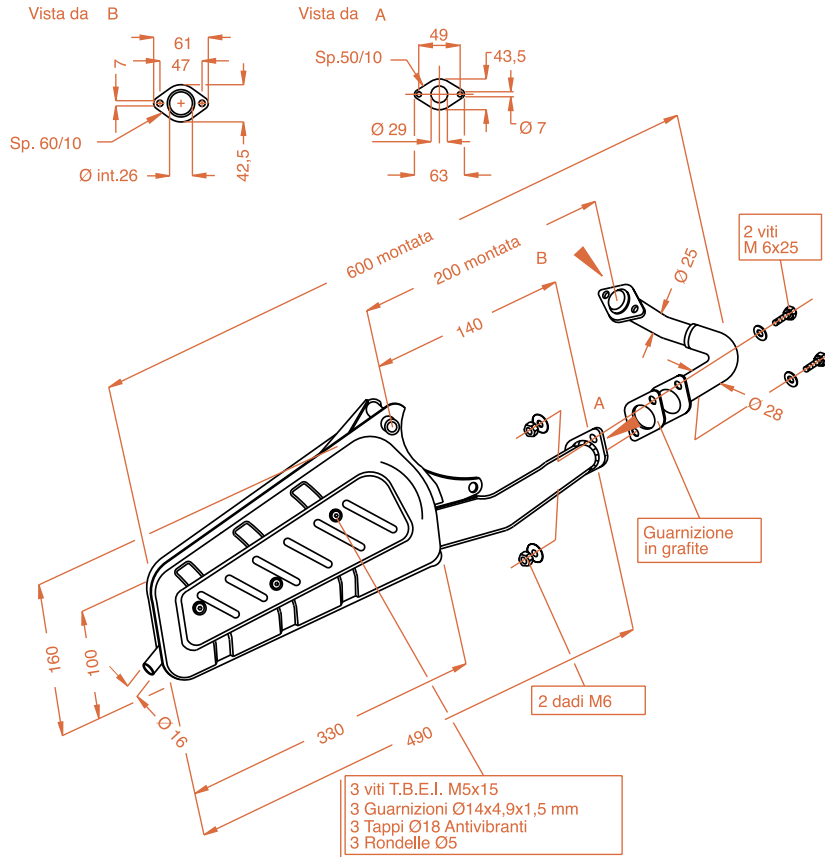 Vista da B
Vista da A
61
47
7
Sp. 60/10
Ø int.26
42,5
49
43,5
Sp.50/10
Ø 29
Ø 7
63
600 montata
200 montata
140
B
Ø 25
2 viti
M 6x25
A
Ø 28
Guarnizione
in grafite
160
100
Ø 16
330
490
2 dadi M6
3 viti T.B.E.I. M5x15
3 Guarnizioni Ø14x4,9x1,5 mm
3 Tappi Ø18 Antivibranti
3 Rondelle Ø5